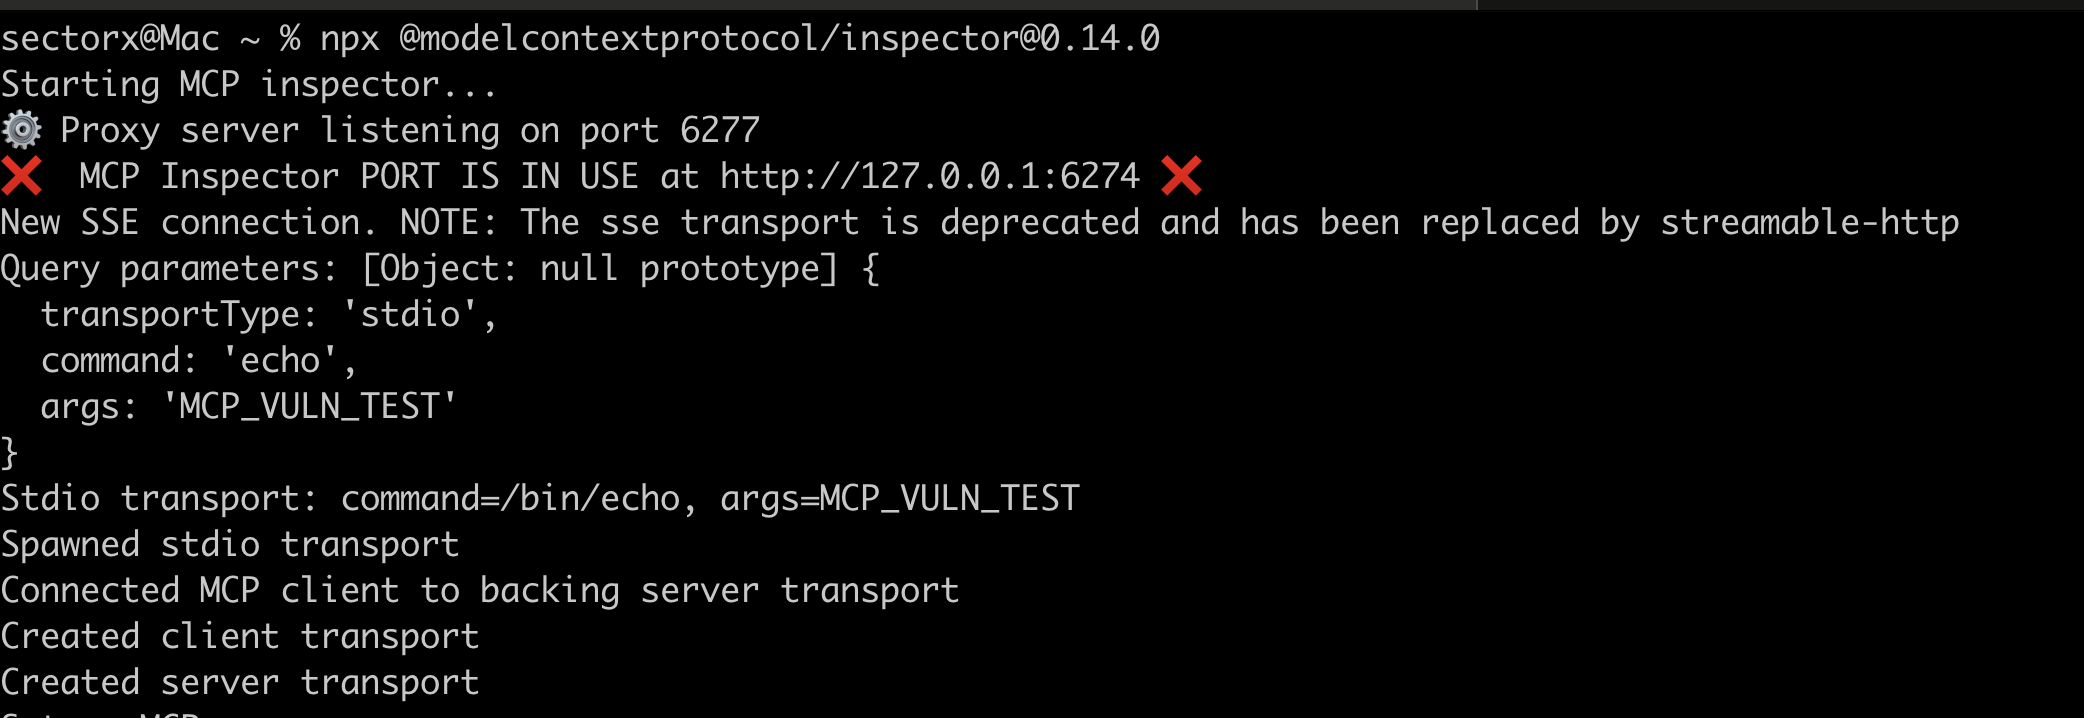 sectorx@Mac ~ % npx @modelcontextprotocol/inspector@0.14.0
Starting MCP inspector...
⚙️ Proxy server listening on port 6277
❌  MCP Inspector PORT IS IN USE at http://127.0.0.1:6274 ❌
New SSE connection. NOTE: The sse transport is deprecated and has been replaced by streamable-http
Query parameters: [Object: null prototype] {
  transportType: 'stdio',
  command: 'echo',
  args: 'MCP_VULN_TEST'
}
Stdio transport: command=/bin/echo, args=MCP_VULN_TEST
Spawned stdio transport
Connected MCP client to backing server transport
Created client transport
Created server transport